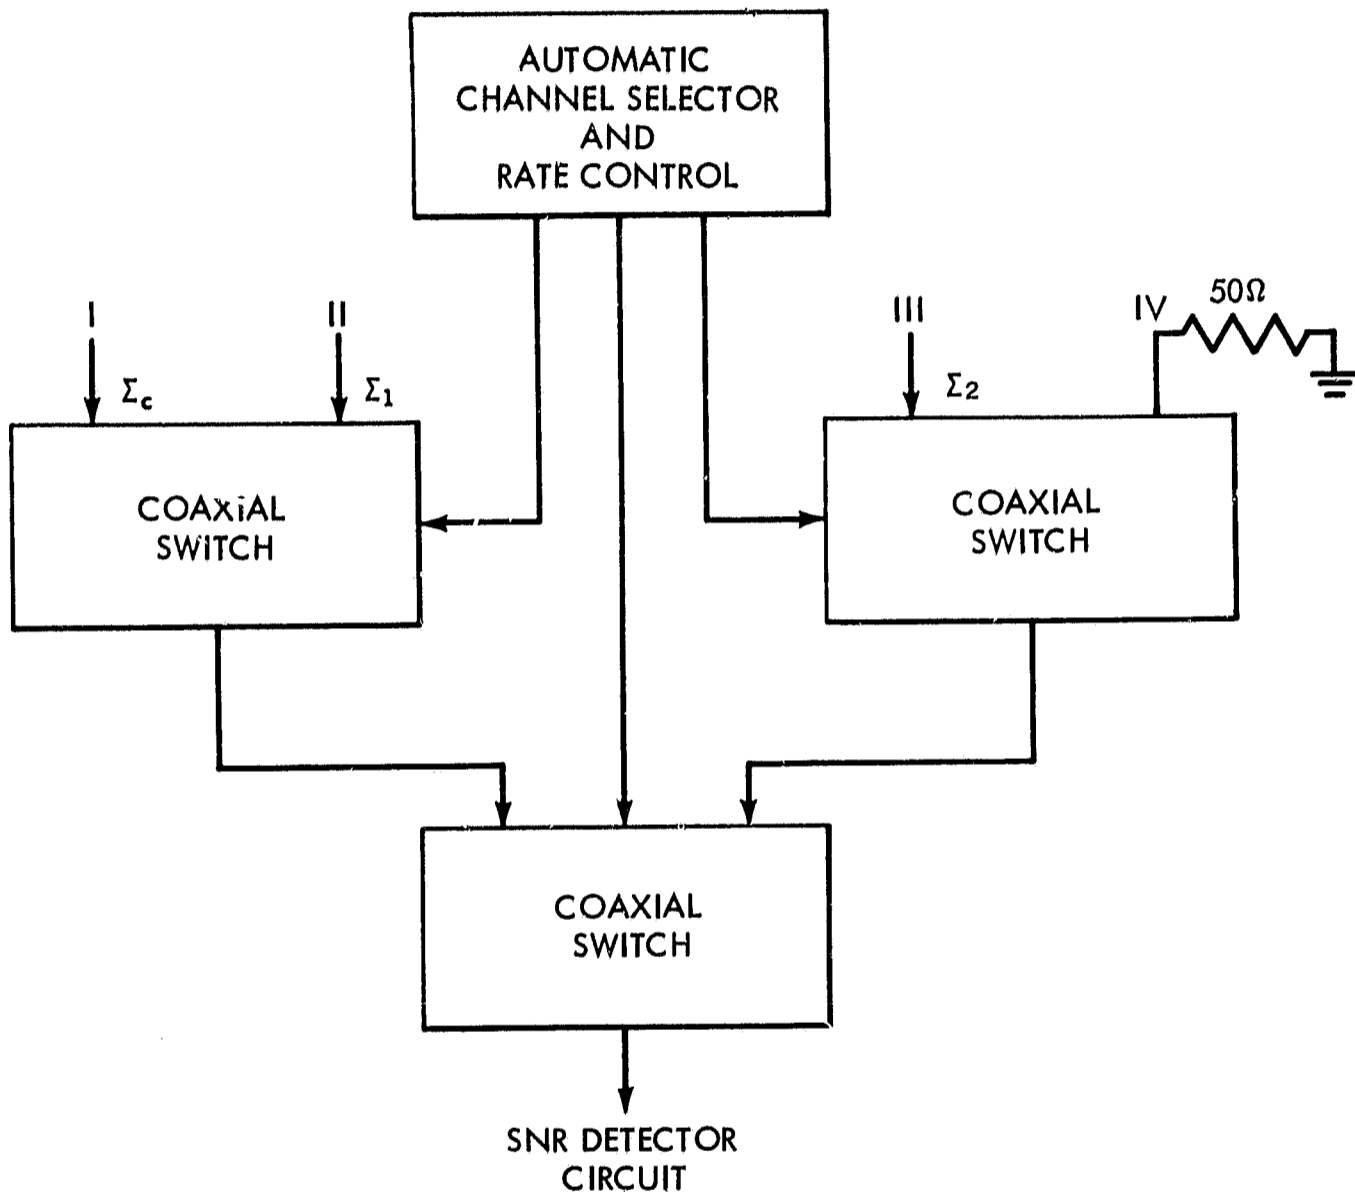 AUTOMATIC
CHANNEL SELECTOR
AND
RATE CONTROL
I
II
III
IV
50Ω
Σc
Σ1
Σ2
COAXIAL
SWITCH
COAXIAL
SWITCH
COAXIAL
SWITCH
SNR DETECTOR
CIRCUIT